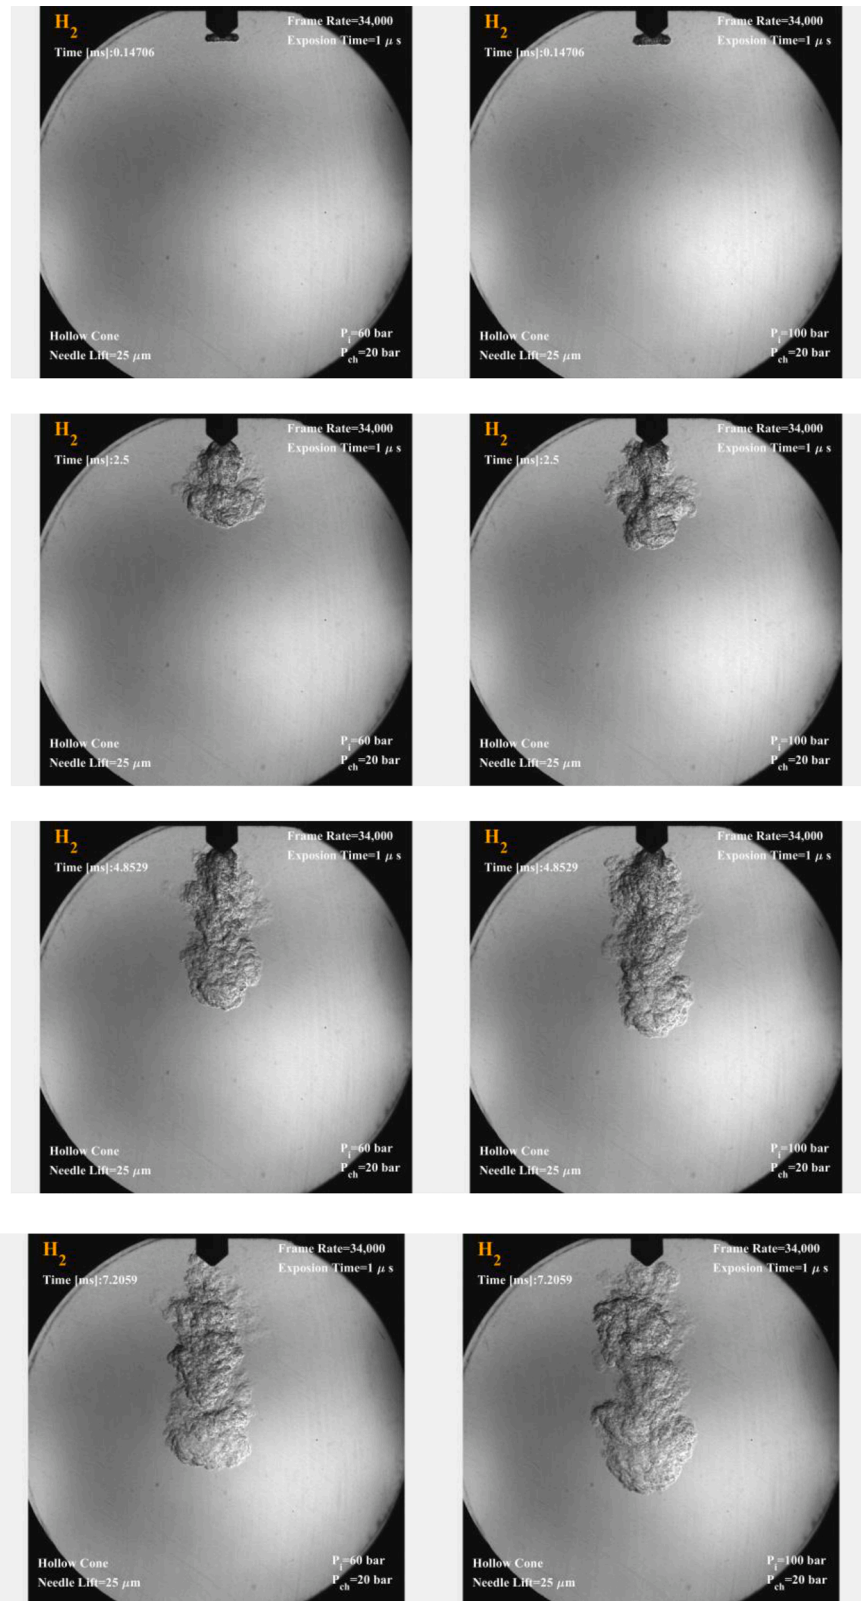 H2
Frame Rate=34,000
Exposion Time=1 μ s
Time [ms]:0.14706
Hollow Cone
Needle Lift=25 μm
Pi=60 bar
Pch=20 bar
H2
Frame Rate=34,000
Exposion Time=1 μ s
Time [ms]:0.14706
Hollow Cone
Needle Lift=25 μm
Pi=100 bar
Pch=20 bar
H2
Frame Rate=34,000
Exposion Time=1 μ s
Time [ms]:2.5
Hollow Cone
Needle Lift=25 μm
Pi=60 bar
Pch=20 bar
H2
Frame Rate=34,000
Exposion Time=1 μ s
Time [ms]:2.5
Hollow Cone
Needle Lift=25 μm
Pi=100 bar
Pch=20 bar
H2
Frame Rate=34,000
Exposion Time=1 μ s
Time [ms]:4.8529
Hollow Cone
Needle Lift=25 μm
Pi=60 bar
Pch=20 bar
H2
Frame Rate=34,000
Exposion Time=1 μ s
Time [ms]:4.8529
Hollow Cone
Needle Lift=25 μm
Pi=100 bar
Pch=20 bar
H2
Frame Rate=34,000
Exposion Time=1 μ s
Time [ms]:7.2059
Hollow Cone
Needle Lift=25 μm
Pi=60 bar
Pch=20 bar
H2
Frame Rate=34,000
Exposion Time=1 μ s
Time [ms]:7.2059
Hollow Cone
Needle Lift=25 μm
Pi=100 bar
Pch=20 bar